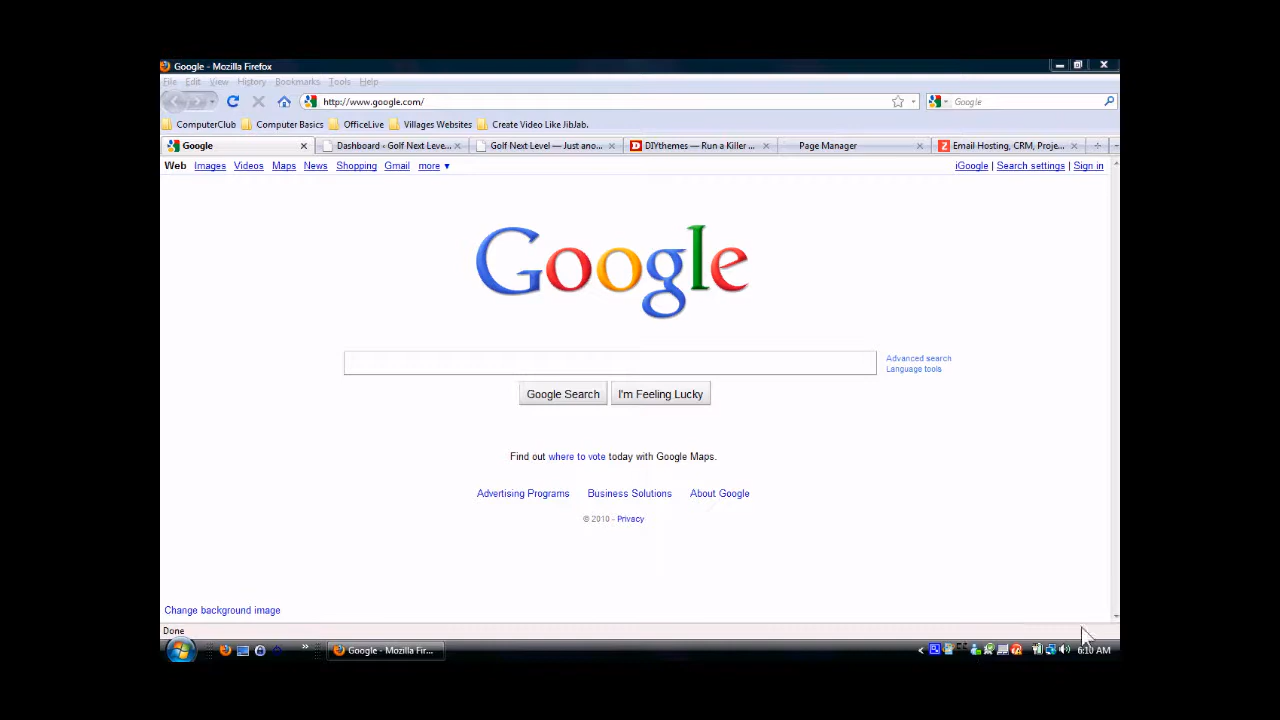 Google - Mozilla Firefox
File Edit View History Bookmarks Tools Help
http://www.google.com/ Google
ComputerClub Computer Basics OfficeLive Villages Websites Create Video Like JibJab.
Google Dashboard - Golf Next Leve... Golf Next Level — Just ano... DIYthemes — Run a Killer ... Page Manager Email Hosting, CRM, Proje...
Web Images Videos Maps News Shopping Gmail more ▼ iGoogle | Search settings | Sign in
Google
Advanced search
Language tools
Google Search I'm Feeling Lucky
Find out where to vote today with Google Maps.
Advertising Programs Business Solutions About Google
© 2010 - Privacy
Change background image
Done
Google - Mozilla Fir... 6:10 AM